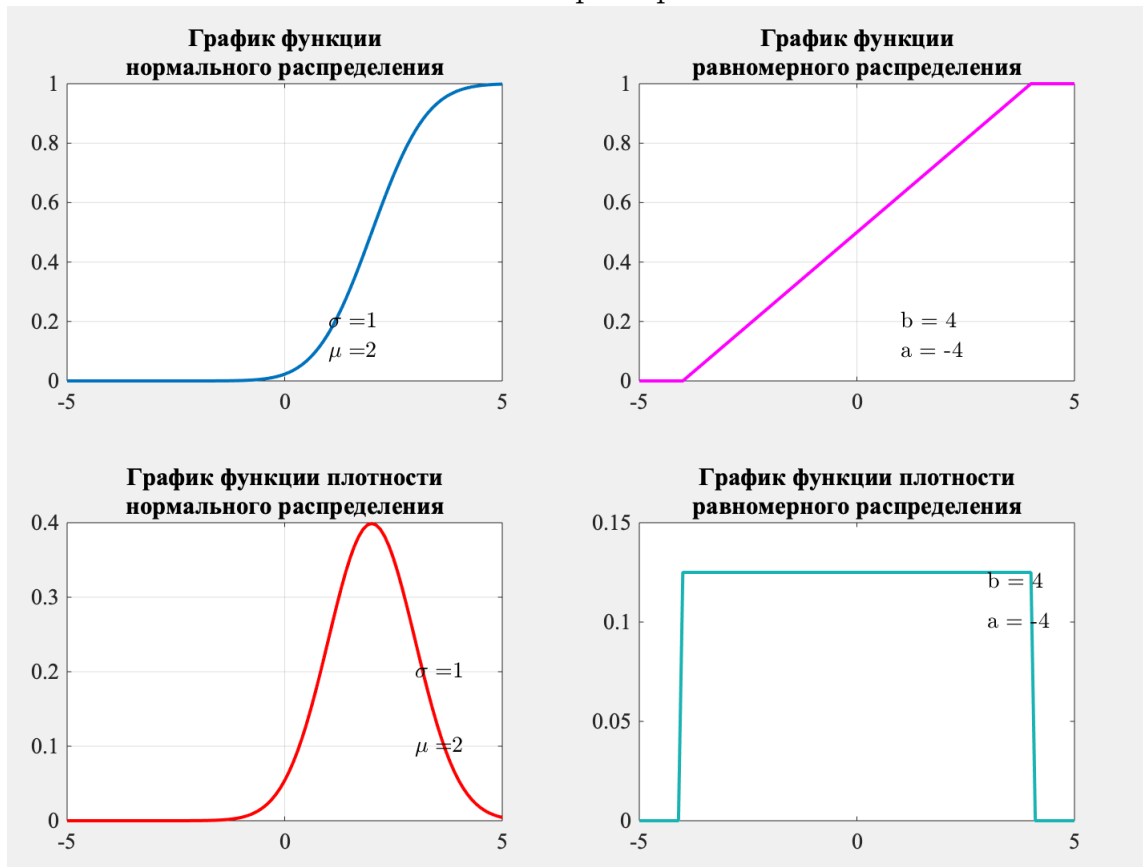 График функции
нормального распределения
1
0.8
0.6
0.4
0.2
0
-5
0
5
σ =1
μ =2
График функции
равномерного распределения
1
0.8
0.6
0.4
0.2
0
-5
0
5
b = 4
a = -4
График функции плотности
нормального распределения
0.4
0.3
0.2
0.1
0
-5
0
5
σ =1
μ =2
График функции плотности
равномерного распределения
0.15
0.1
0.05
0
-5
0
5
b = 4
a = -4